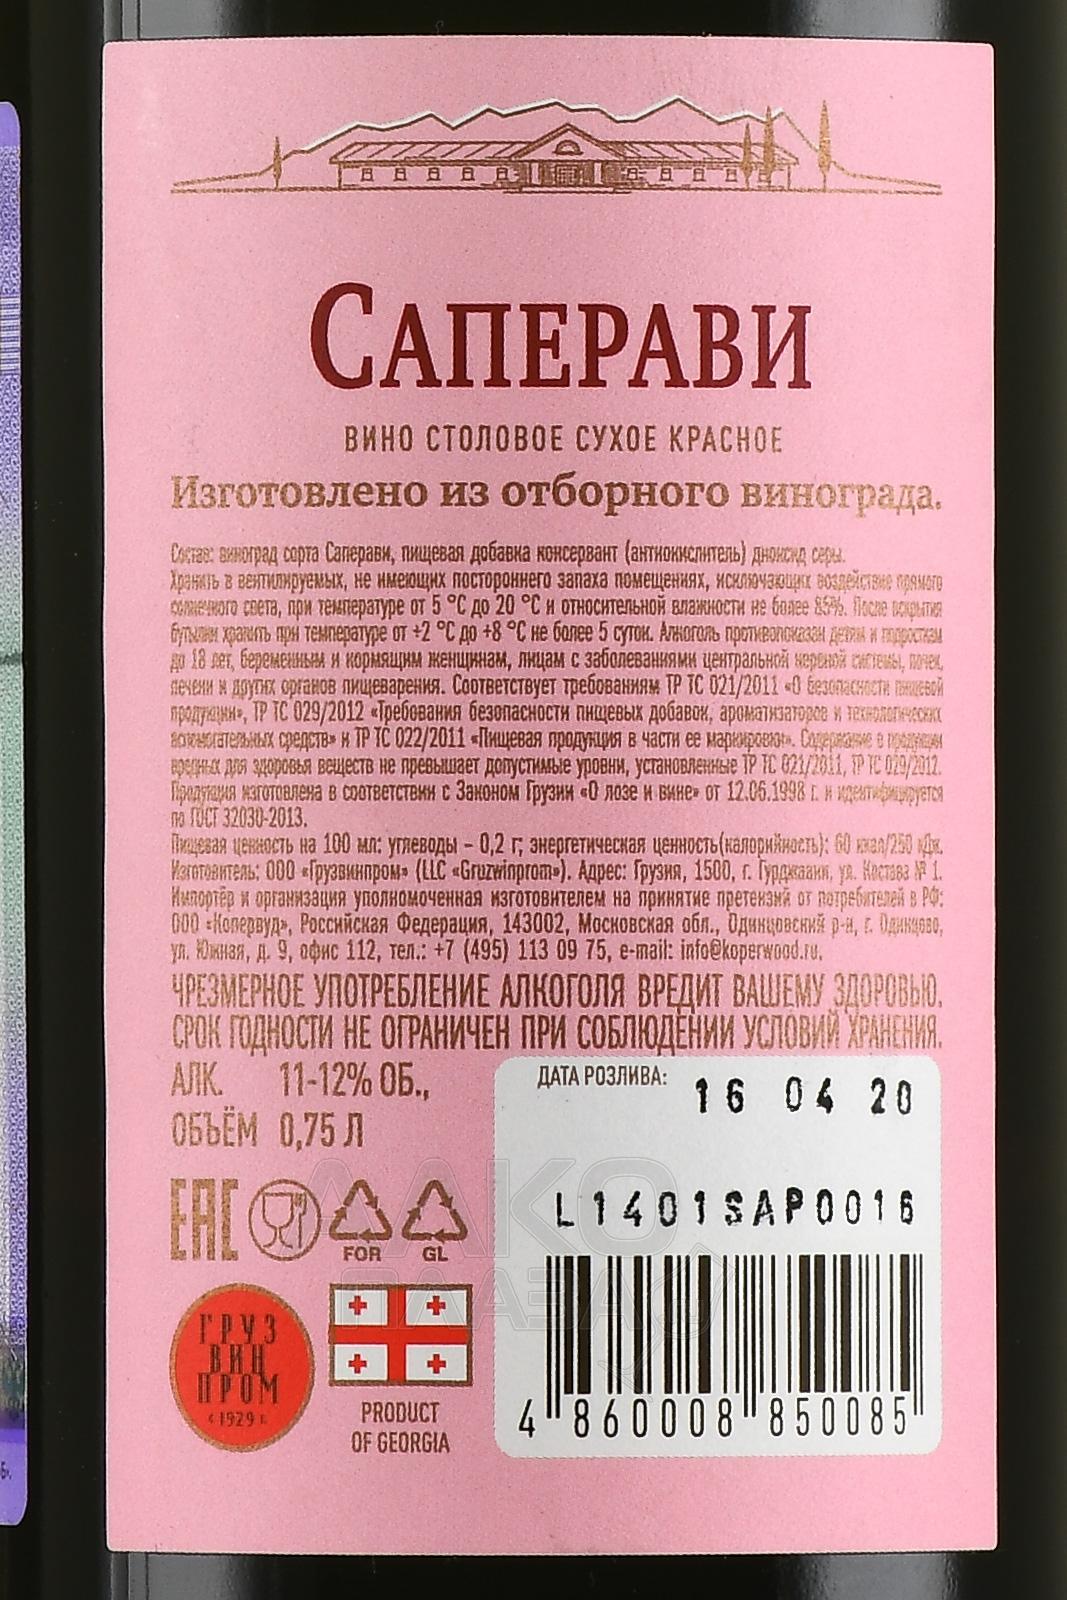 Саперави
ВИНО СТОЛОВОЕ СУХОЕ КРАСНОЕ
Изготовлено из отборного винограда.
Состав: виноград сорта Саперави, пищевая добавка консервант (антиокислитель) диоксид серы.
Хранить в вентилируемых, не имеющих постороннего запаха помещениях, исключающих воздействие прямого
солнечного света, при температуре от 5 °С до 20 °С и относительной влажности не более 85%. После вскрытия
бутылки хранить при температуре от +2 °С до +8 °С не более 5 суток. Алкоголь противопоказан детям и подросткам
до 18 лет, беременным и кормящим женщинам, лицам с заболеваниями центральной нервной системы, почек,
печени и других органов пищеварения. Соответствует требованиям ТР ТС 021/2011 «О безопасности пищевой
продукции», ТР ТС 029/2012 «Требования безопасности пищевых добавок, ароматизаторов и технологических
вспомогательных средств» и ТР ТС 022/2011 «Пищевая продукция в части ее маркировки». Содержание в продукции
вредных для здоровья веществ не превышает допустимые уровни, установленные ТР ТС 021/2011, ТР ТС 029/2012.
Продукция изготовлена в соответствии с Законом Грузии «О лозе и вине» от 12.06.1998 г. и идентифицируется
по ГОСТ 32030-2013.
Пищевая ценность на 100 мл: углеводы – 0,2 г; энергетическая ценность(калорийность): 60 ккал/250 кДж.
Изготовитель: ООО «Грузвинпром» (LLC «Gruzwinprom»). Адрес: Грузия, 1500, г. Гурджаани, ул. Костава № 1.
Импортёр и организация уполномоченная изготовителем на принятие претензий от потребителей в РФ:
ООО «Копервуд», Российская Федерация, 143002, Московская обл., Одинцовский р-н, г. Одинцово,
ул. Южная, д. 9, офис 112, тел.: +7 (495) 113 09 75, e-mail: info@koperwood.ru.
ЧРЕЗМЕРНОЕ УПОТРЕБЛЕНИЕ АЛКОГОЛЯ ВРЕДИТ ВАШЕМУ ЗДОРОВЬЮ.
СРОК ГОДНОСТИ НЕ ОГРАНИЧЕН ПРИ СОБЛЮДЕНИИ УСЛОВИЙ ХРАНЕНИЯ.
АЛК. 11-12% ОБ.,
ОБЪЁМ 0,75 Л
ДАТА РОЗЛИВА: 16 04 20
L1401SAP0016
EAC
FOR GL
ГРУЗ
ВИН
ПРОМ
с 1929 г.
PRODUCT
OF GEORGIA
4 860008 850085